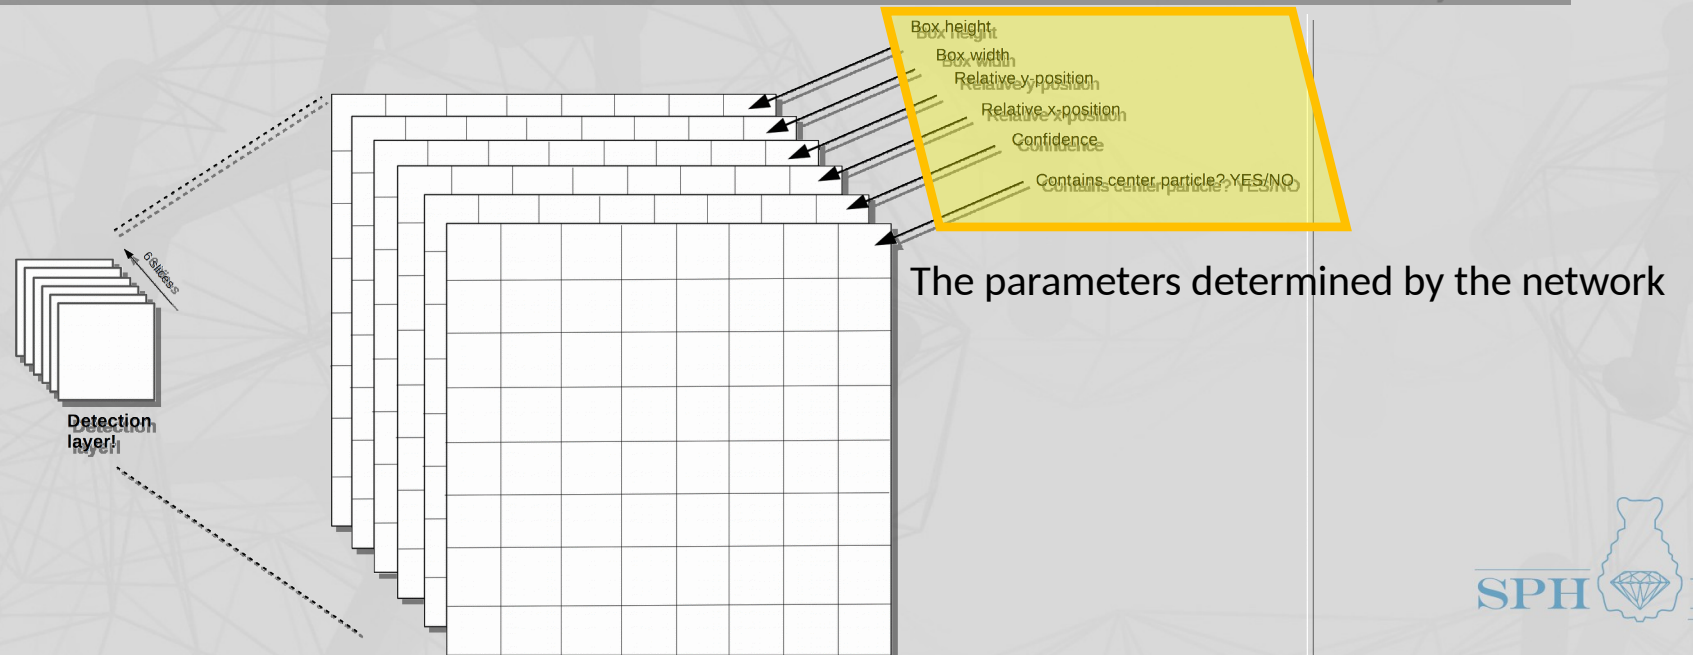 Box height
Box width
Relative y-position
Relative x-position
Confidence
Contains center particle? YES/NO
The parameters determined by the network
6 Slices
Detection
layer!
SPH